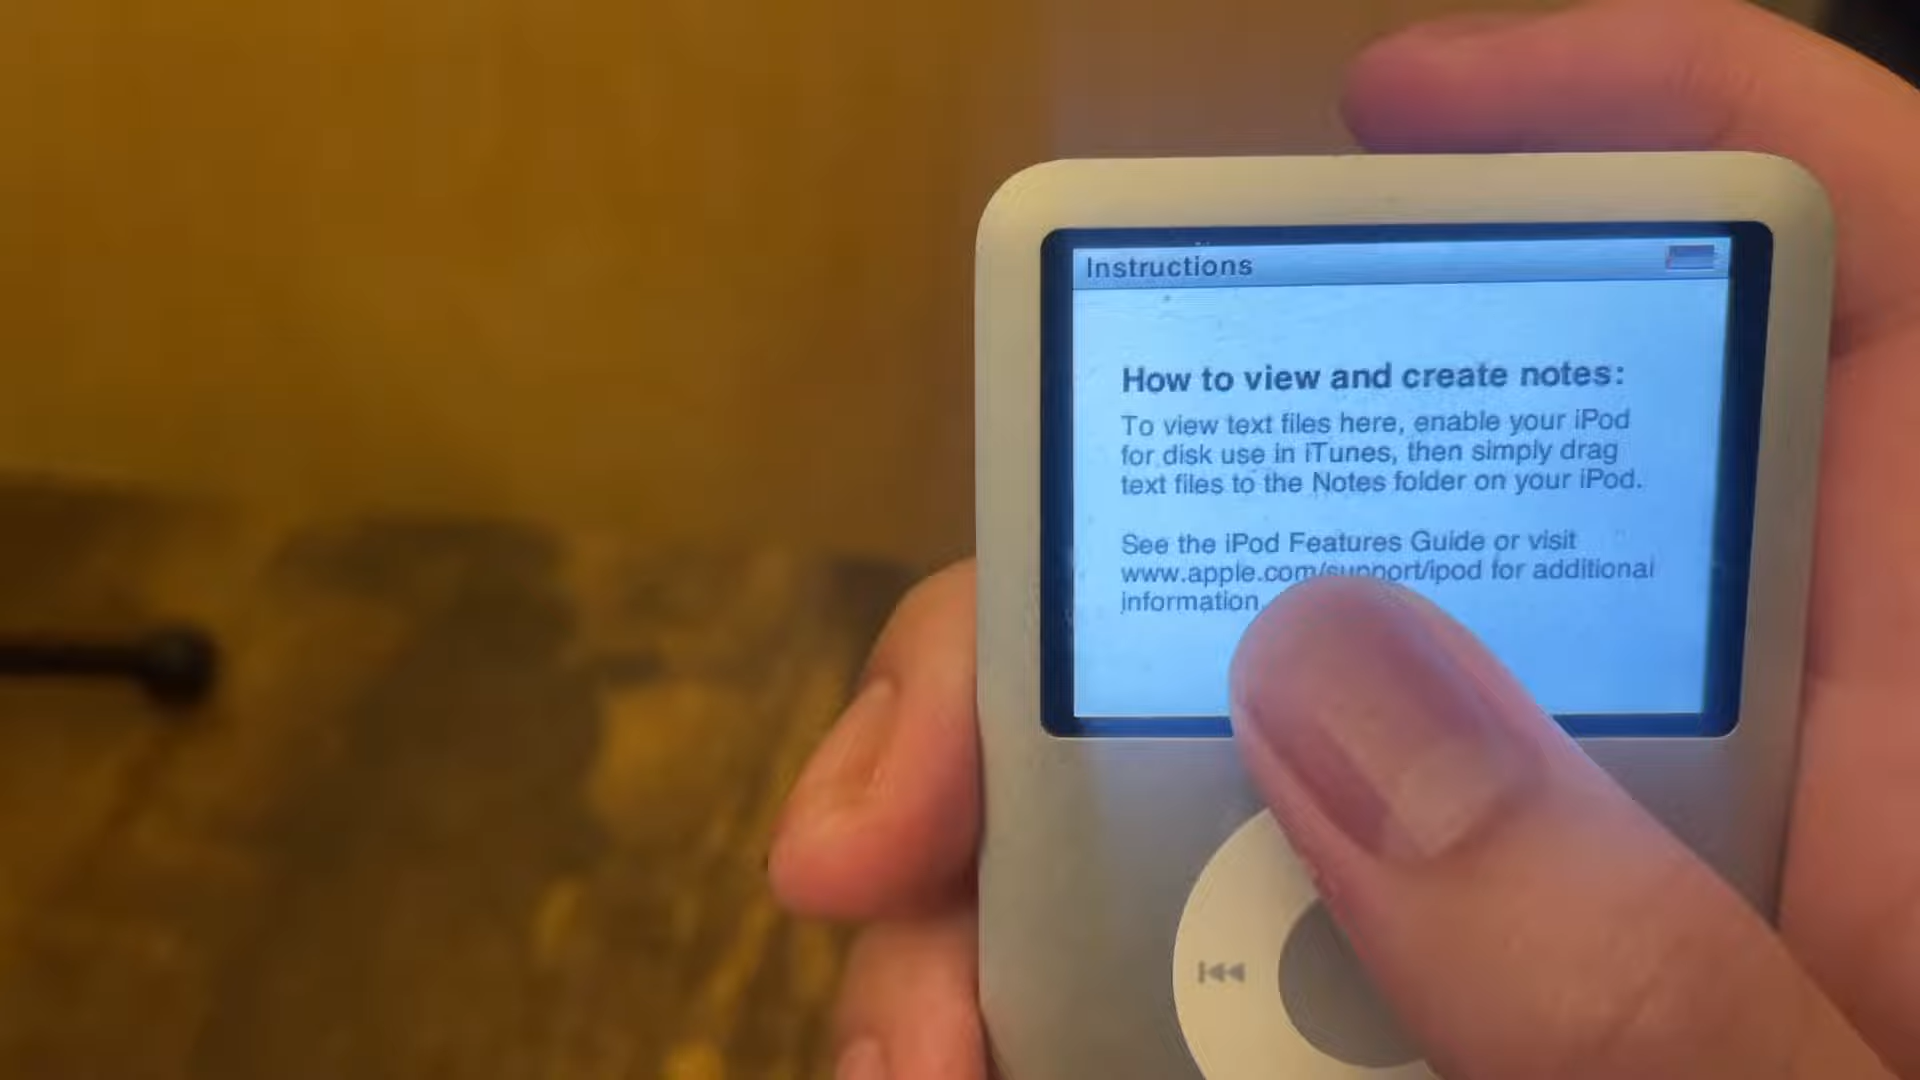 Instructions
How to view and create notes:
To view text files here, enable your iPod
for disk use in iTunes, then simply drag
text files to the Notes folder on your iPod.
See the iPod Features Guide or visit
www.apple.com/support/ipod for additional
information.